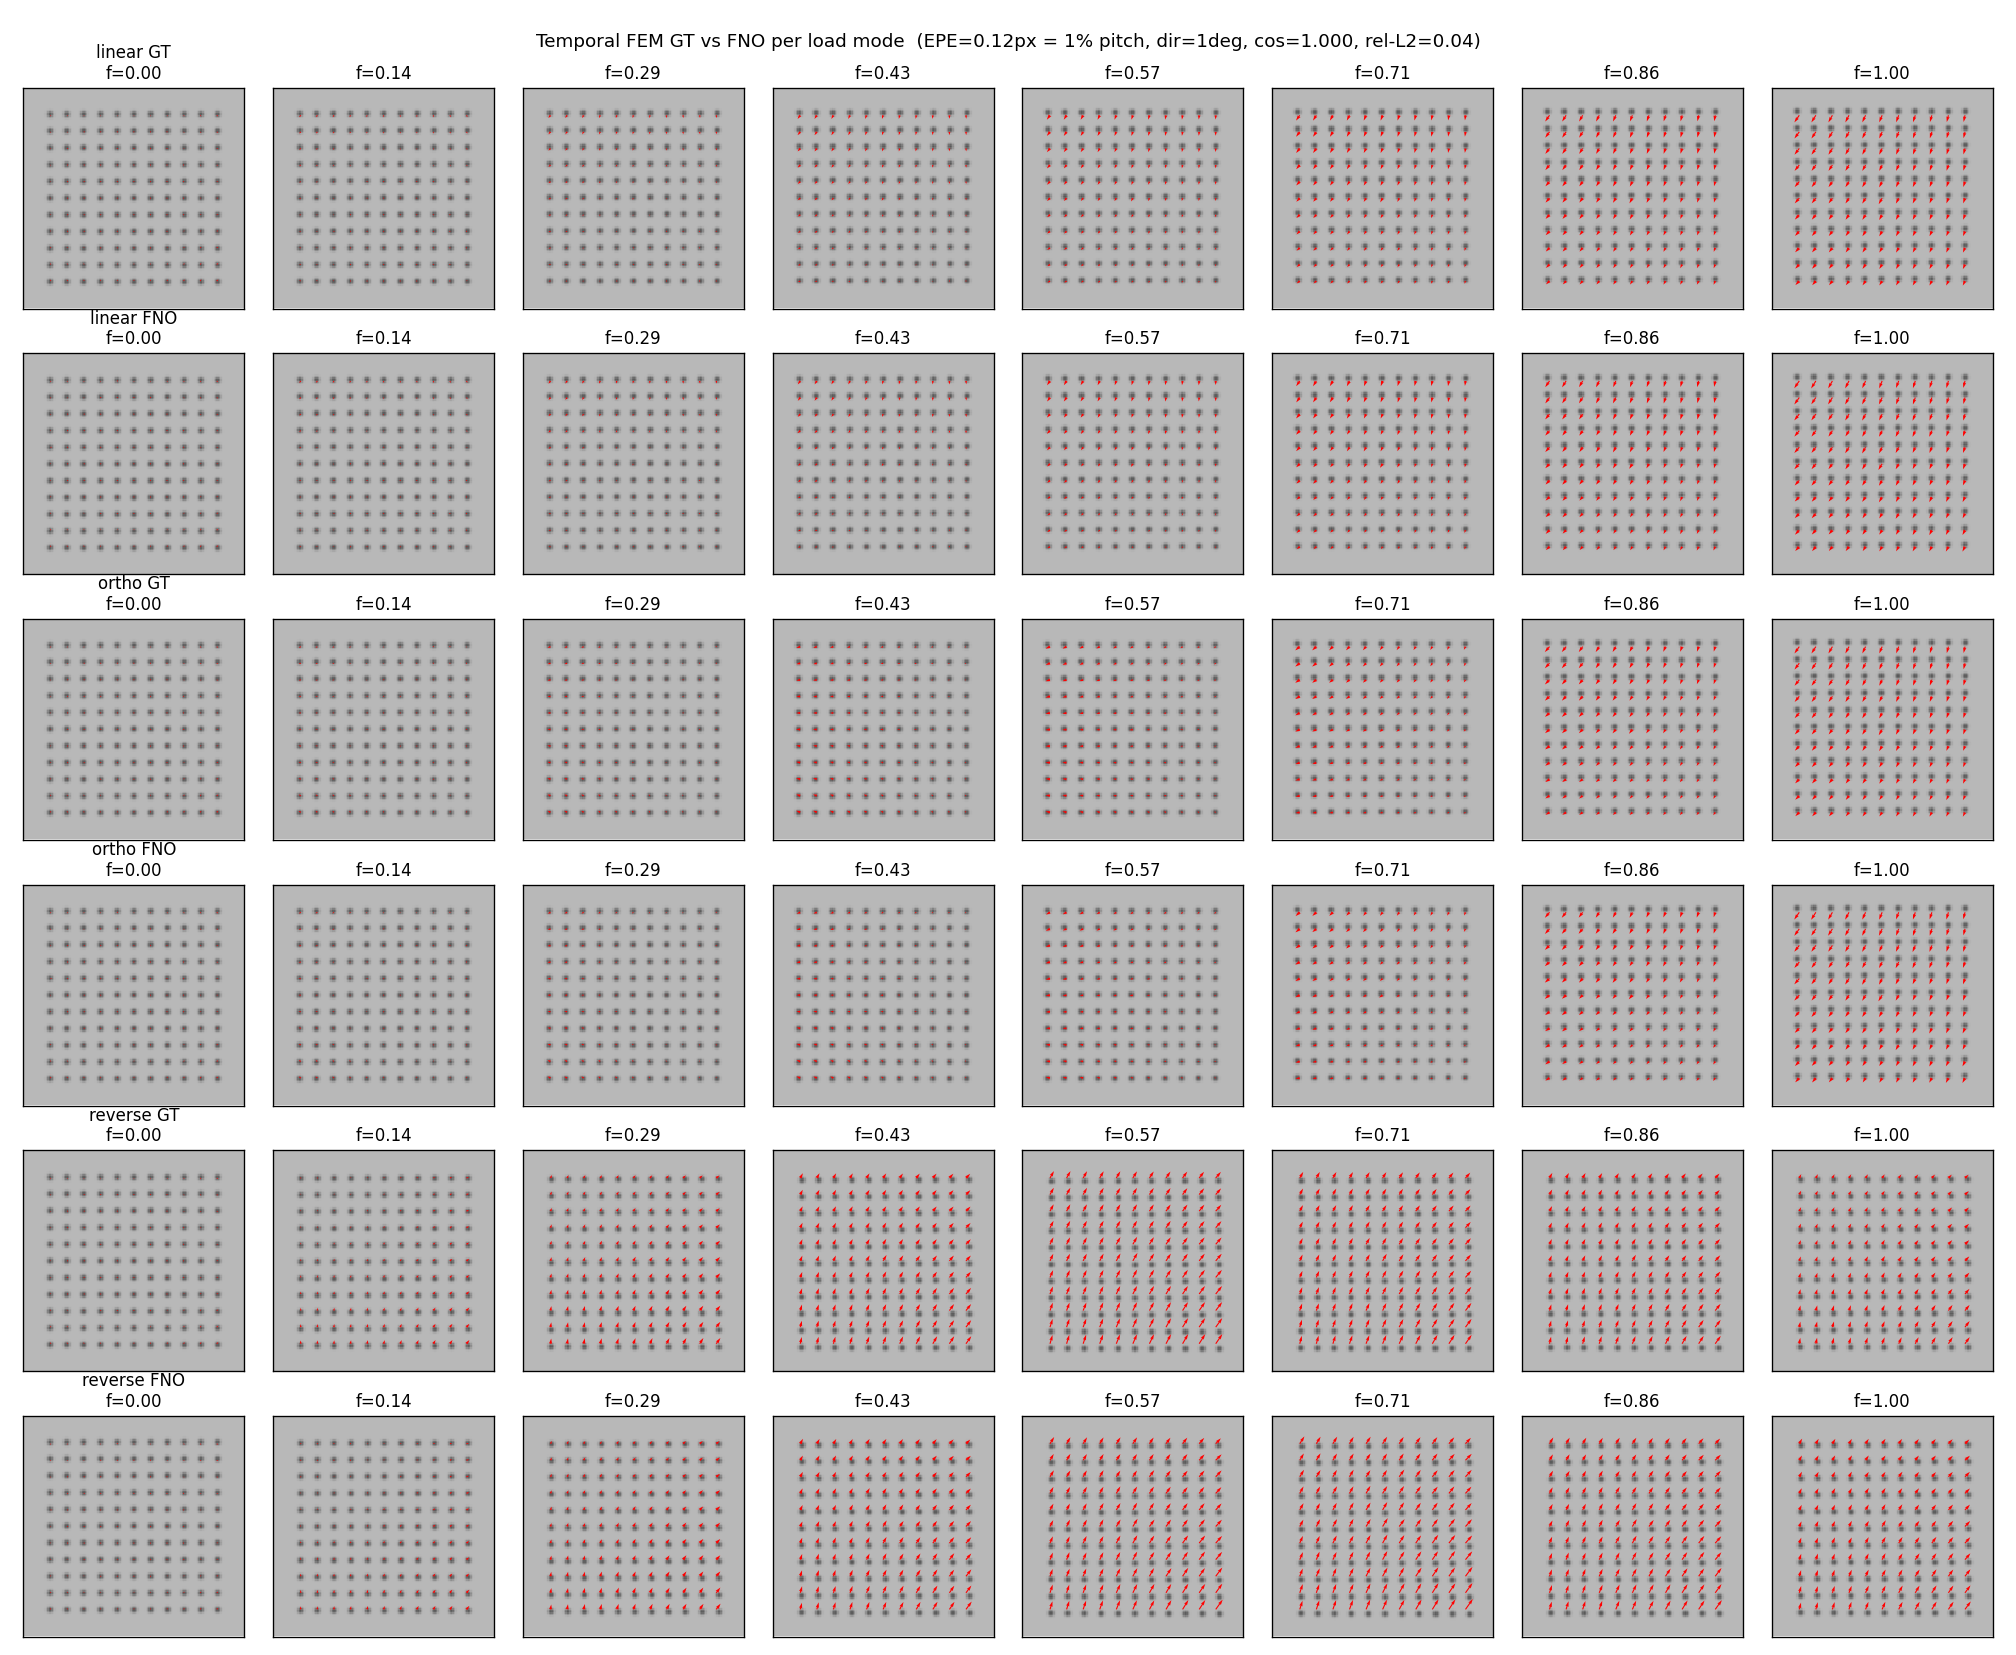 Temporal FEM GT vs FNO per load mode  (EPE=0.12px = 1% pitch, dir=1deg, cos=1.000, rel-L2=0.04)
linear GT
f=0.00 f=0.14 f=0.29 f=0.43 f=0.57 f=0.71 f=0.86 f=1.00
linear FNO
f=0.00 f=0.14 f=0.29 f=0.43 f=0.57 f=0.71 f=0.86 f=1.00
ortho GT
f=0.00 f=0.14 f=0.29 f=0.43 f=0.57 f=0.71 f=0.86 f=1.00
ortho FNO
f=0.00 f=0.14 f=0.29 f=0.43 f=0.57 f=0.71 f=0.86 f=1.00
reverse GT
f=0.00 f=0.14 f=0.29 f=0.43 f=0.57 f=0.71 f=0.86 f=1.00
reverse FNO
f=0.00 f=0.14 f=0.29 f=0.43 f=0.57 f=0.71 f=0.86 f=1.00